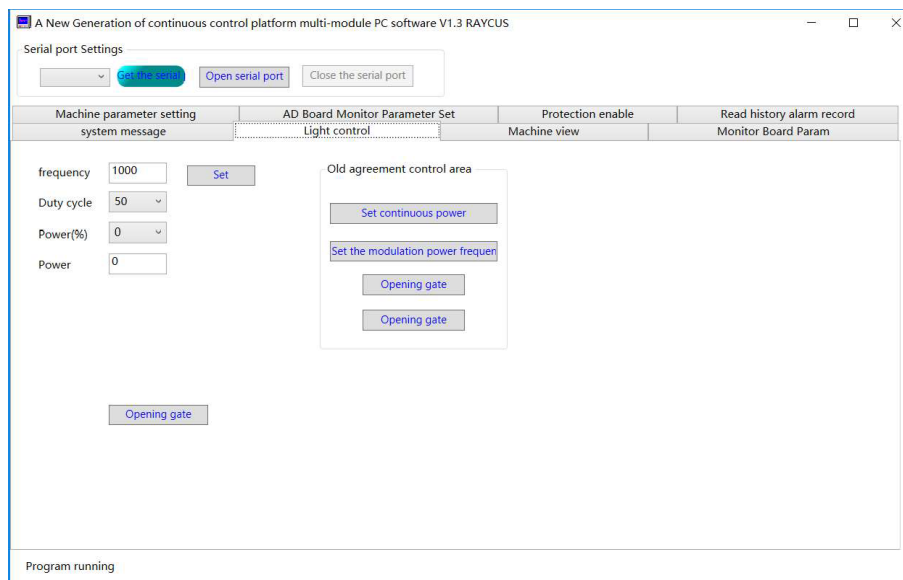 A New Generation of continuous control platform multi-module PC software V1.3 RAYCUS
Serial port Settings
Get the serial
Open serial port
Close the serial port
Machine parameter setting
AD Board Monitor Parameter Set
Protection enable
Read history alarm record
system message
Light control
Machine view
Monitor Board Param
frequency
1000
Set
Duty cycle
50
Power(%)
0
Power
0
Old agreement control area
Set continuous power
Set the modulation power frequen
Opening gate
Opening gate
Opening gate
Program running